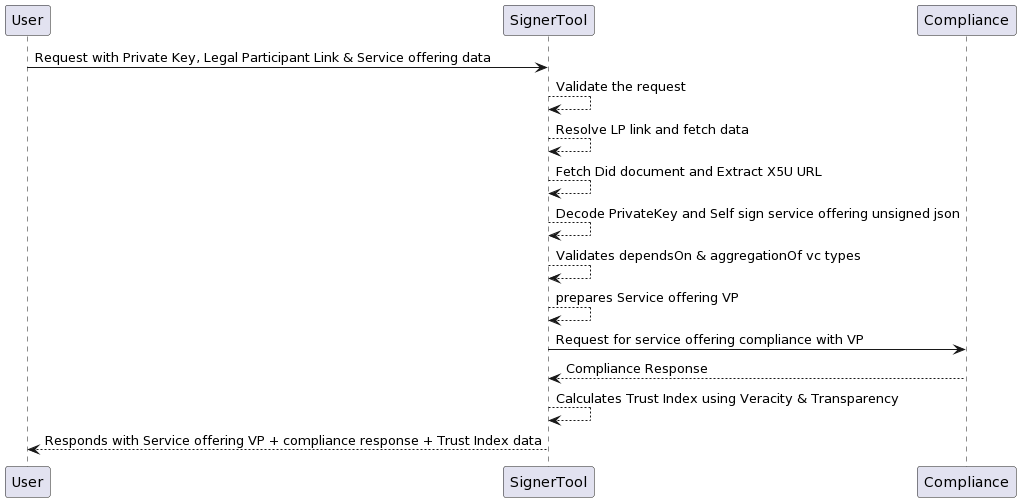 User
SignerTool
Compliance
Request with Private Key, Legal Participant Link & Service offering data
Validate the request
Resolve LP link and fetch data
Fetch Did document and Extract X5U URL
Decode PrivateKey and Self sign service offering unsigned json
Validates dependsOn & aggregationOf vc types
prepares Service offering VP
Request for service offering compliance with VP
Compliance Response
Calculates Trust Index using Veracity & Transparency
Responds with Service offering VP + compliance response + Trust Index data
User
SignerTool
Compliance